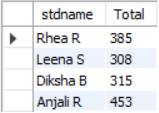 stdname Total
Rhea R 385
Leena S 308
Diksha B 315
Anjali R 453